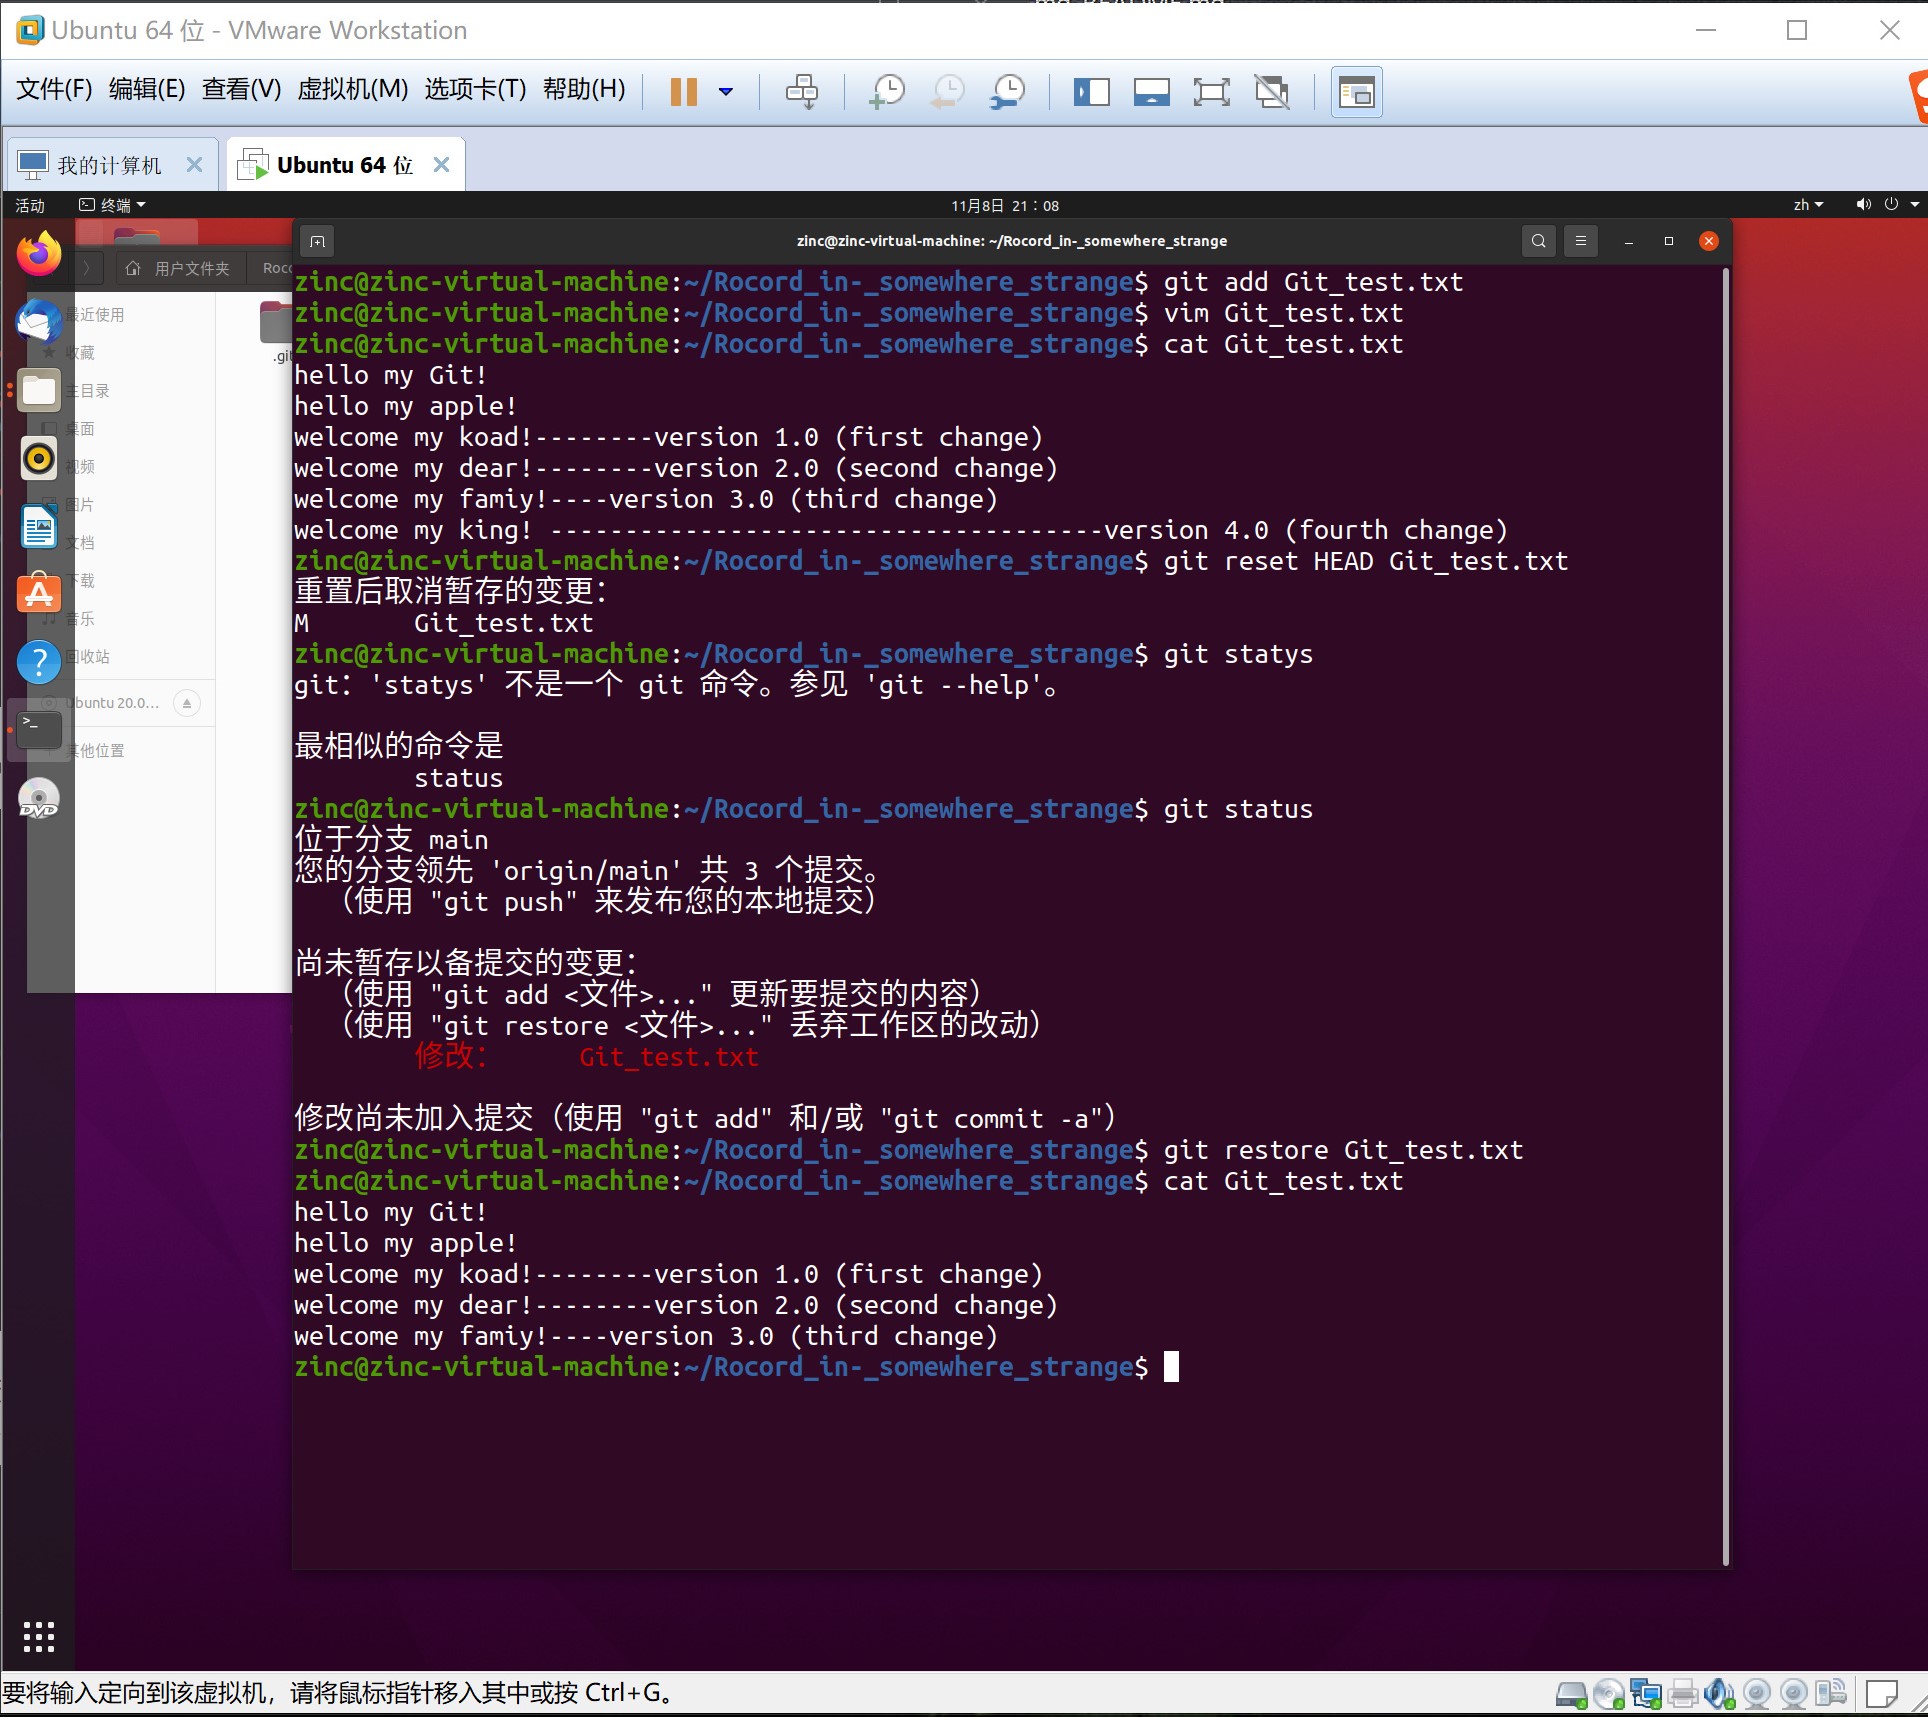 Ubuntu 64 位 - VMware Workstation
文件(F) 编辑(E) 查看(V) 虚拟机(M) 选项卡(T) 帮助(H)
我的计算机
Ubuntu 64 位
活动
终端
11月8日 21：08
zh
用户文件夹
Roco
最近使用
收藏
主目录
桌面
视频
图片
文档
下载
音乐
回收站
Ubuntu 20.0...
其他位置
.git
DVD
zinc@zinc-virtual-machine: ~/Rocord_in-_somewhere_strange
zinc@zinc-virtual-machine:~/Rocord_in-_somewhere_strange$ git add Git_test.txt
zinc@zinc-virtual-machine:~/Rocord_in-_somewhere_strange$ vim Git_test.txt
zinc@zinc-virtual-machine:~/Rocord_in-_somewhere_strange$ cat Git_test.txt
hello my Git!
hello my apple!
welcome my koad!--------version 1.0 (first change)
welcome my dear!--------version 2.0 (second change)
welcome my famiy!----version 3.0 (third change)
welcome my king! -------------------------------------version 4.0 (fourth change)
zinc@zinc-virtual-machine:~/Rocord_in-_somewhere_strange$ git reset HEAD Git_test.txt
重置后取消暂存的变更：
M       Git_test.txt
zinc@zinc-virtual-machine:~/Rocord_in-_somewhere_strange$ git statys
git：'statys' 不是一个 git 命令。参见 'git --help'。
最相似的命令是
status
zinc@zinc-virtual-machine:~/Rocord_in-_somewhere_strange$ git status
位于分支 main
您的分支领先 'origin/main' 共 3 个提交。
（使用 "git push" 来发布您的本地提交）
尚未暂存以备提交的变更：
（使用 "git add <文件>..." 更新要提交的内容）
（使用 "git restore <文件>..." 丢弃工作区的改动）
修改：     Git_test.txt
修改尚未加入提交（使用 "git add" 和/或 "git commit -a"）
zinc@zinc-virtual-machine:~/Rocord_in-_somewhere_strange$ git restore Git_test.txt
zinc@zinc-virtual-machine:~/Rocord_in-_somewhere_strange$ cat Git_test.txt
hello my Git!
hello my apple!
welcome my koad!--------version 1.0 (first change)
welcome my dear!--------version 2.0 (second change)
welcome my famiy!----version 3.0 (third change)
zinc@zinc-virtual-machine:~/Rocord_in-_somewhere_strange$
要将输入定向到该虚拟机，请将鼠标指针移入其中或按 Ctrl+G。